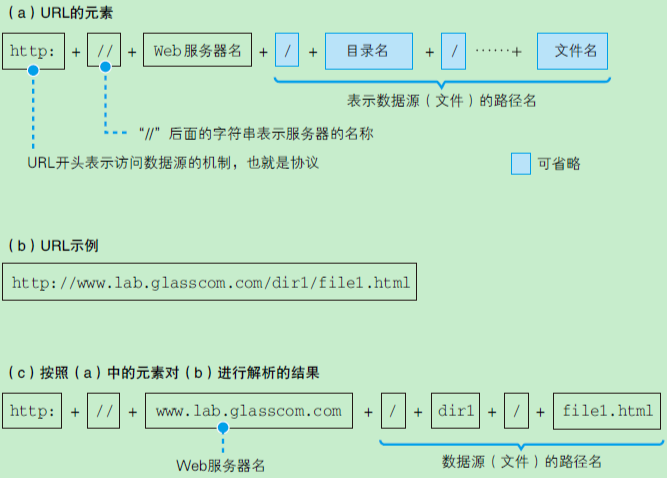 (a)URL的元素
http: + // + Web服务器名 + / + 目录名 + / ……+ 文件名
表示数据源(文件)的路径名
“//”后面的字符串表示服务器的名称
URL开头表示访问数据源的机制，也就是协议
可省略
(b)URL示例
http://www.lab.glasscom.com/dir1/file1.html
(c)按照(a)中的元素对(b)进行解析的结果
http: + // + www.lab.glasscom.com + / + dir1 + / + file1.html
Web服务器名
数据源(文件)的路径名